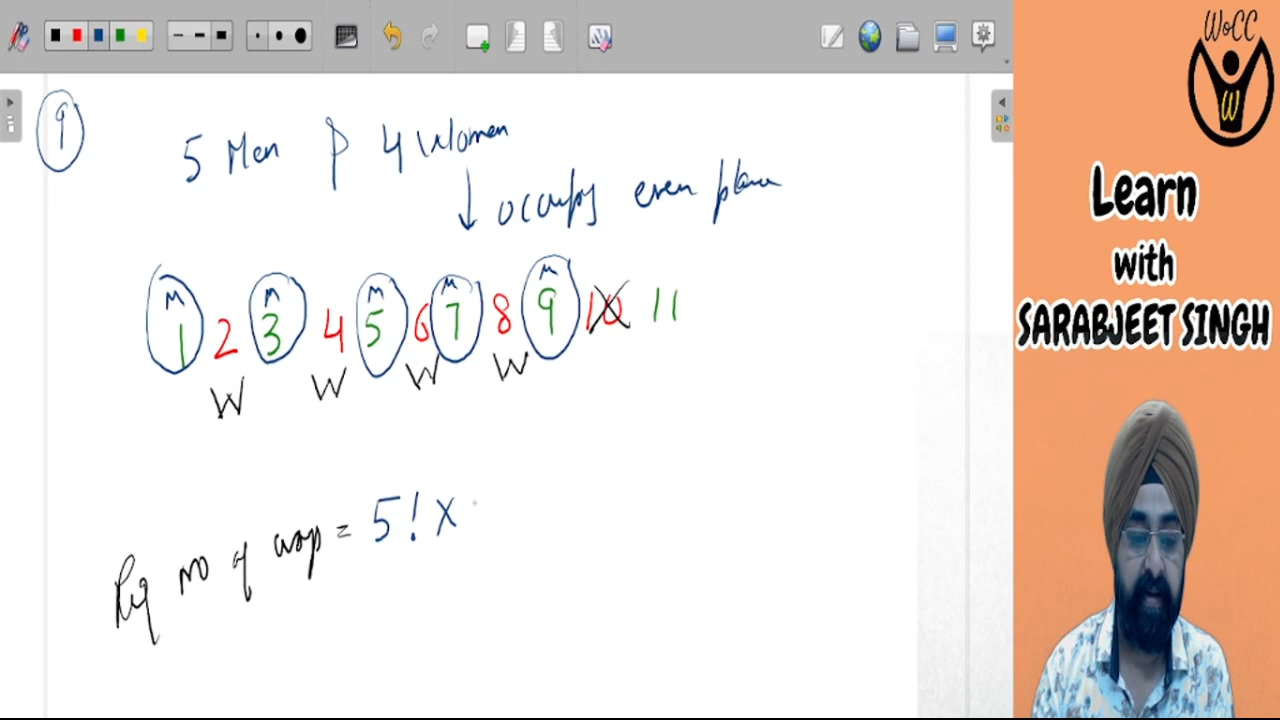 9
5 Men & 4 Women
occupy even place
M M M M M
1 2 3 4 5 6 7 8 9 10 11
W W W W
Req no of ways = 5! x
WoCC
W
Learn
with
SARABJEET SINGH